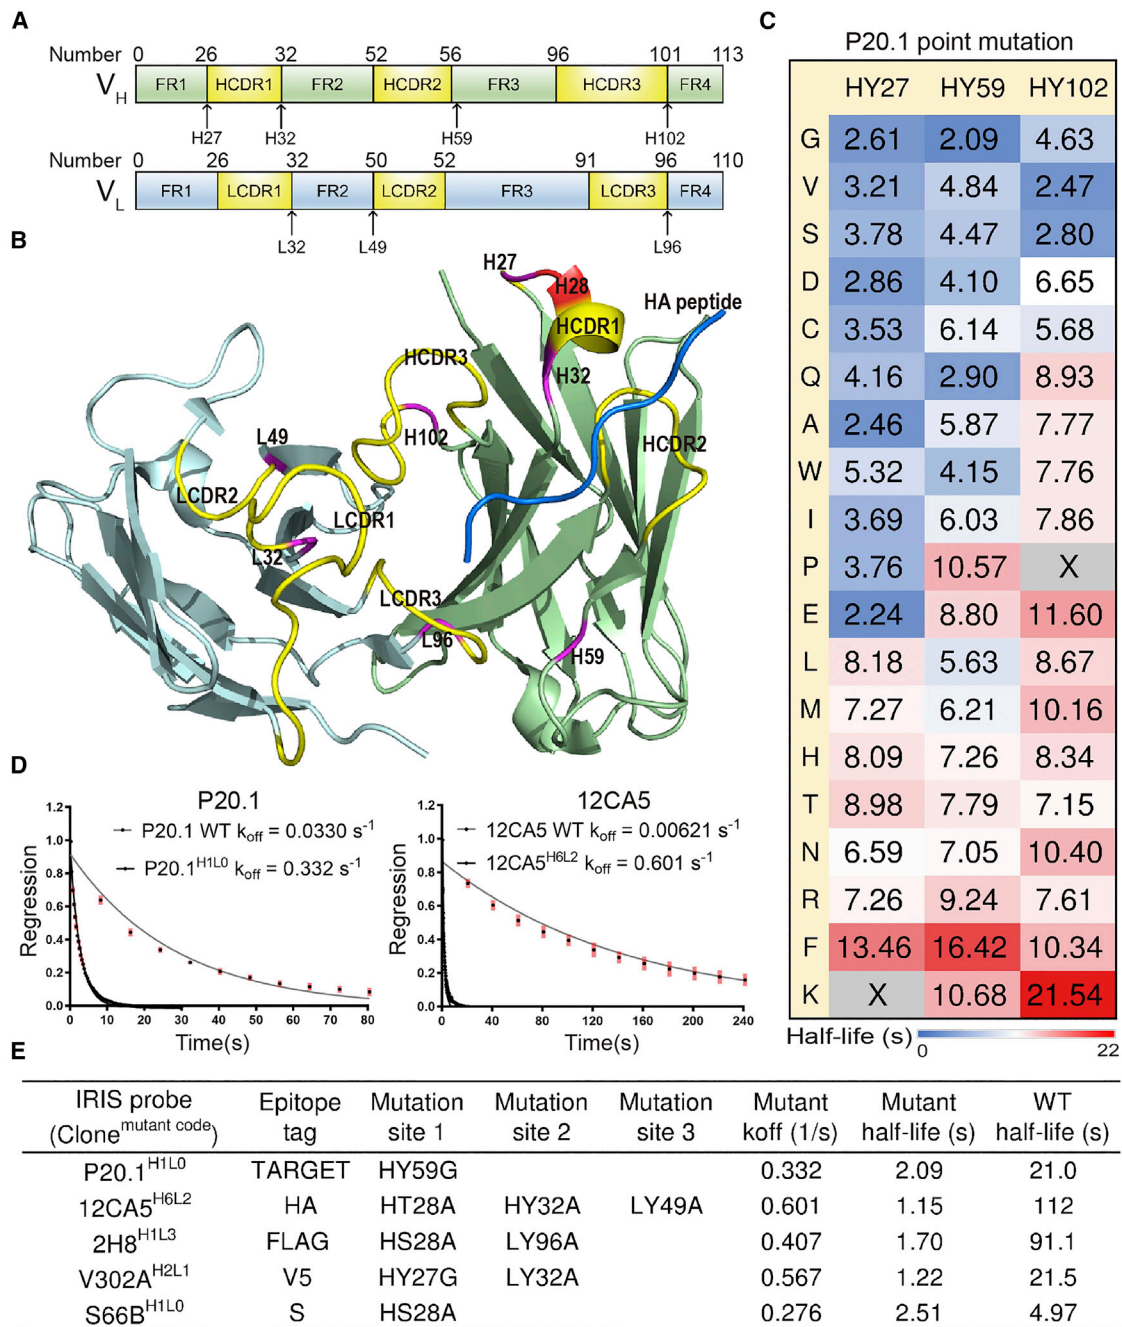 A
Number 0 26 32 52 56 96 101 113
VH FR1 HCDR1 FR2 HCDR2 FR3 HCDR3 FR4
H27 H32 H59 H102
Number 0 26 32 50 52 91 96 110
VL FR1 LCDR1 FR2 LCDR2 FR3 LCDR3 FR4
L32 L49 L96
B
H27
H28
HA peptide
HCDR1
HCDR3
H32
H102
HCDR2
L49
LCDR2
LCDR1
L32
LCDR3
L96
H59
C
P20.1 point mutation
HY27 HY59 HY102
G 2.61 2.09 4.63
V 3.21 4.84 2.47
S 3.78 4.47 2.80
D 2.86 4.10 6.65
C 3.53 6.14 5.68
Q 4.16 2.90 8.93
A 2.46 5.87 7.77
W 5.32 4.15 7.76
I 3.69 6.03 7.86
P 3.76 10.57 X
E 2.24 8.80 11.60
L 8.18 5.63 8.67
M 7.27 6.21 10.16
H 8.09 7.26 8.34
T 8.98 7.79 7.15
N 6.59 7.05 10.40
R 7.26 9.24 7.61
F 13.46 16.42 10.34
K X 10.68 21.54
Half-life (s) 0 22
D
P20.1
P20.1 WT koff = 0.0330 s-1
P20.1H1L0 koff = 0.332 s-1
Regression
1.2
1.0
0.8
0.6
0.4
0.2
0.0
0 10 20 30 40 50 60 70 80
Time(s)
12CA5
12CA5 WT koff = 0.00621 s-1
12CA5H6L2 koff = 0.601 s-1
Regression
1.2
1.0
0.8
0.6
0.4
0.2
0.0
0 40 80 120 160 200 240
Time(s)
E
IRIS probe Epitope Mutation Mutation Mutation Mutant Mutant WT
(Clonemutant code) tag site 1 site 2 site 3 koff (1/s) half-life (s) half-life (s)
P20.1H1L0 TARGET HY59G 0.332 2.09 21.0
12CA5H6L2 HA HT28A HY32A LY49A 0.601 1.15 112
2H8H1L3 FLAG HS28A LY96A 0.407 1.70 91.1
V302AH2L1 V5 HY27G LY32A 0.567 1.22 21.5
S66BH1L0 S HS28A 0.276 2.51 4.97